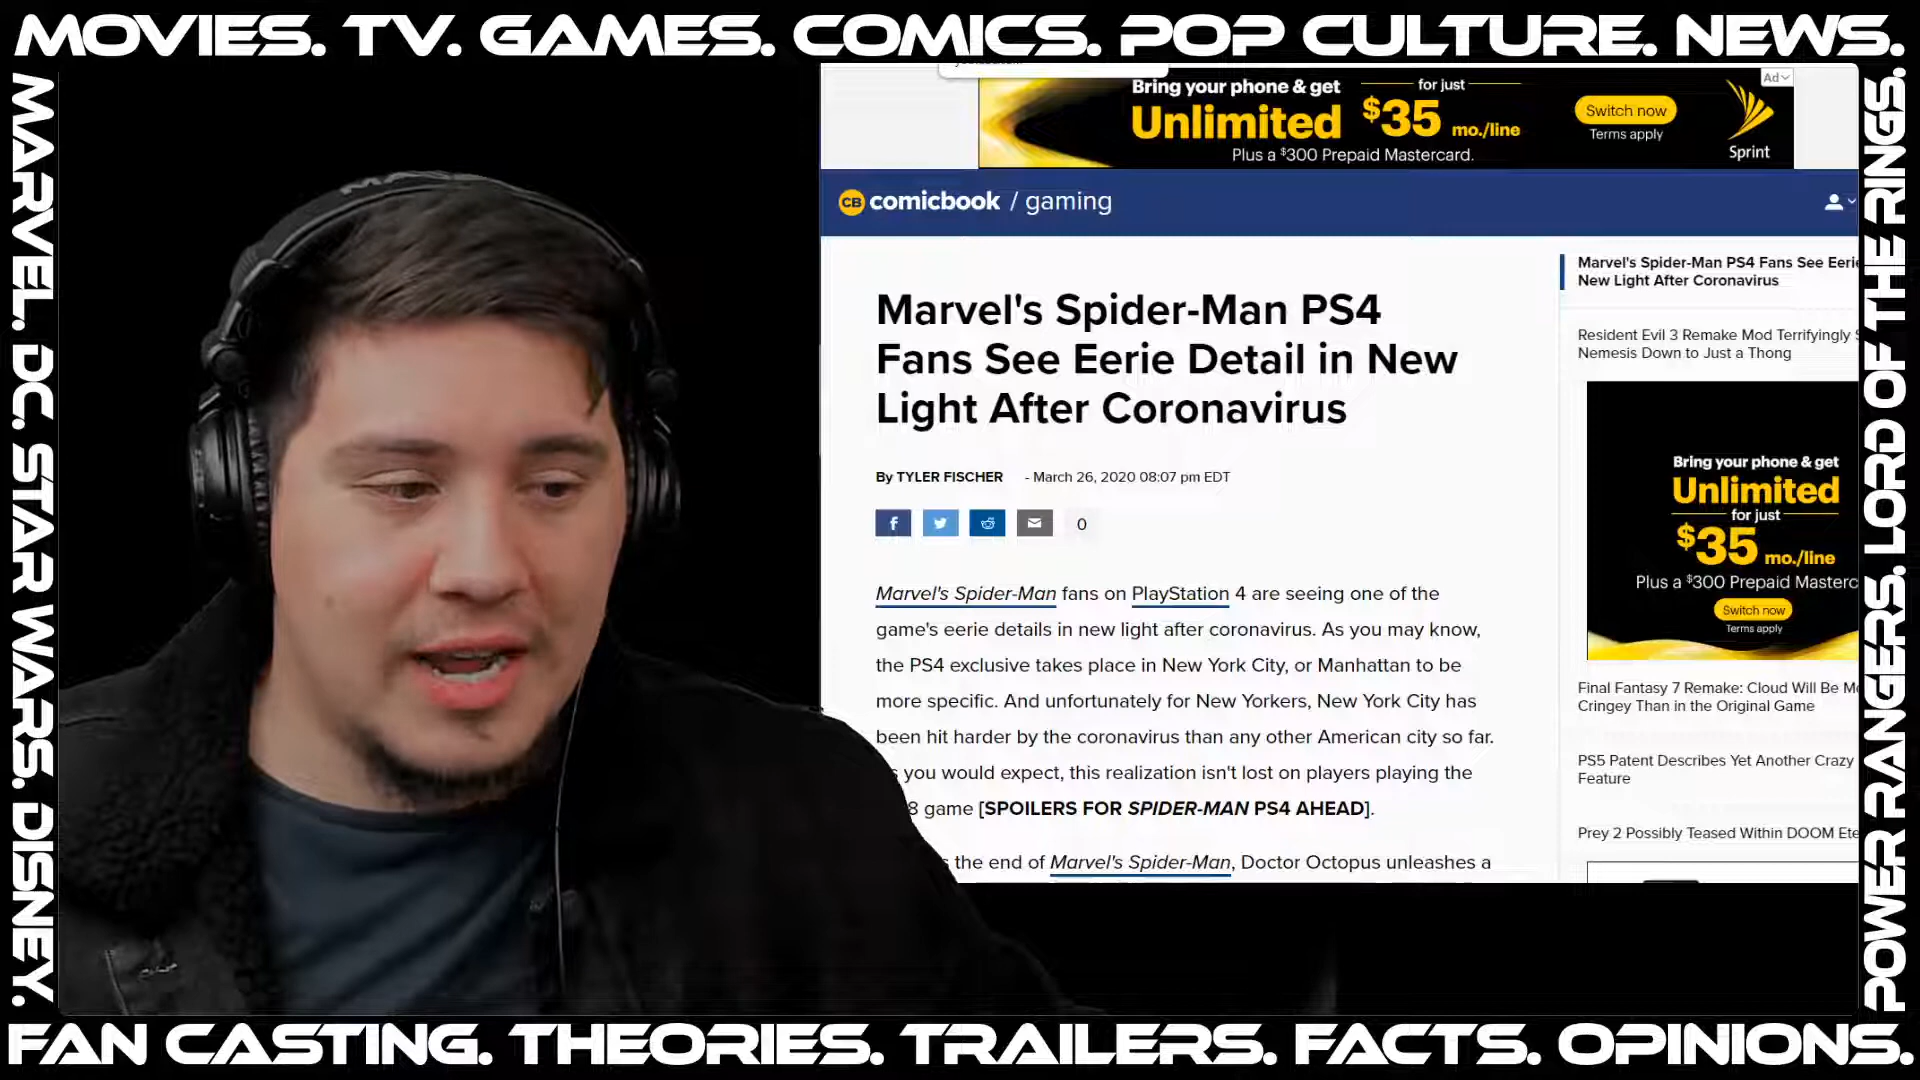 MOVIES. TV. GAMES. COMICS. POP CULTURE. NEWS.
MARVEL. DC. STAR WARS. DISNEY.
Bring your phone & get
Unlimited
for just
$35 mo./line
Plus a $300 Prepaid Mastercard.
Switch now
Terms apply
Sprint
Ad
CB comicbook / gaming
Marvel's Spider-Man PS4
Fans See Eerie Detail in New
Light After Coronavirus
By TYLER FISCHER - March 26, 2020 08:07 pm EDT
f
0
Marvel's Spider-Man fans on PlayStation 4 are seeing one of the
game's eerie details in new light after coronavirus. As you may know,
the PS4 exclusive takes place in New York City, or Manhattan to be
more specific. And unfortunately for New Yorkers, New York City has
been hit harder by the coronavirus than any other American city so far.
you would expect, this realization isn't lost on players playing the
8 game [SPOILERS FOR SPIDER-MAN PS4 AHEAD].
the end of Marvel's Spider-Man, Doctor Octopus unleashes a
Marvel's Spider-Man PS4 Fans See Eerie
New Light After Coronavirus
Resident Evil 3 Remake Mod Terrifyingly
Nemesis Down to Just a Thong
Bring your phone & get
Unlimited
for just
$35 mo./line
Plus a $300 Prepaid Masterc
Switch now
Terms apply
Final Fantasy 7 Remake: Cloud Will Be
Cringey Than in the Original Game
PS5 Patent Describes Yet Another Crazy
Feature
Prey 2 Possibly Teased Within DOOM
POWER RANGERS. LORD OF THE RINGS.
FAN CASTING. THEORIES. TRAILERS. FACTS. OPINIONS.